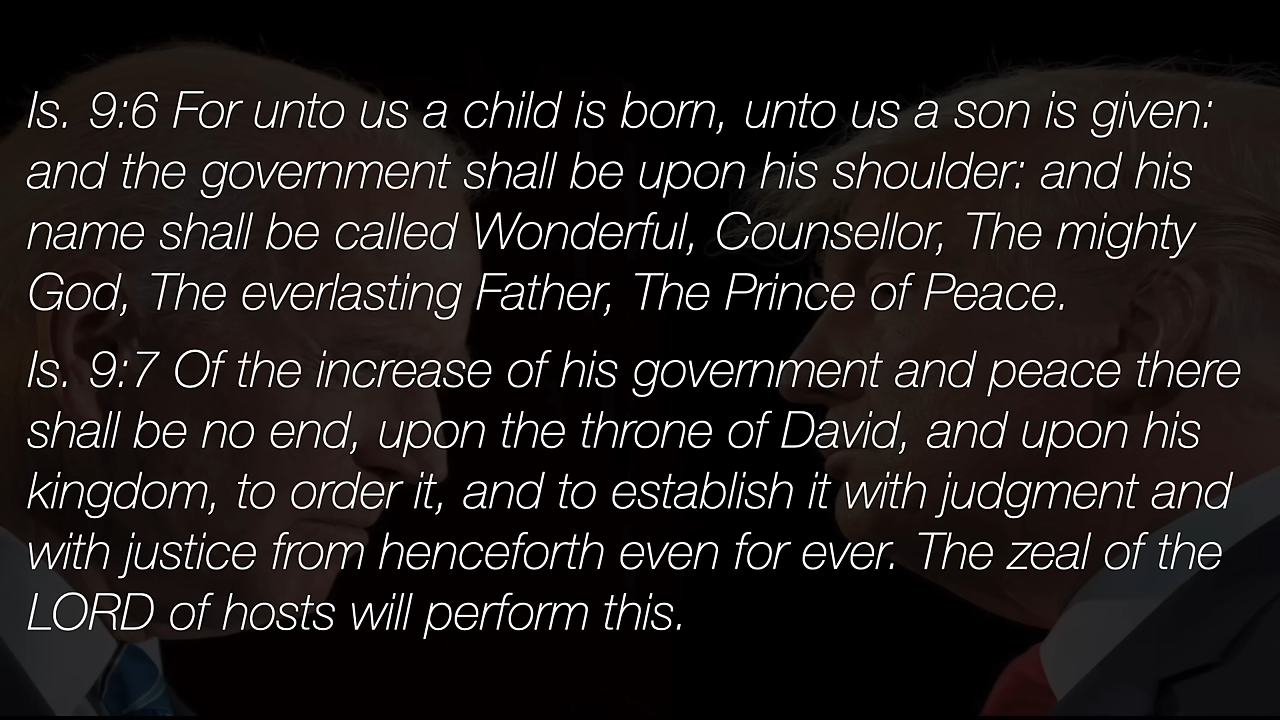 Is. 9:6 For unto us a child is born, unto us a son is given:
and the government shall be upon his shoulder: and his
name shall be called Wonderful, Counsellor, The mighty
God, The everlasting Father, The Prince of Peace.
Is. 9:7 Of the increase of his government and peace there
shall be no end, upon the throne of David, and upon his
kingdom, to order it, and to establish it with judgment and
with justice from henceforth even for ever. The zeal of the
LORD of hosts will perform this.